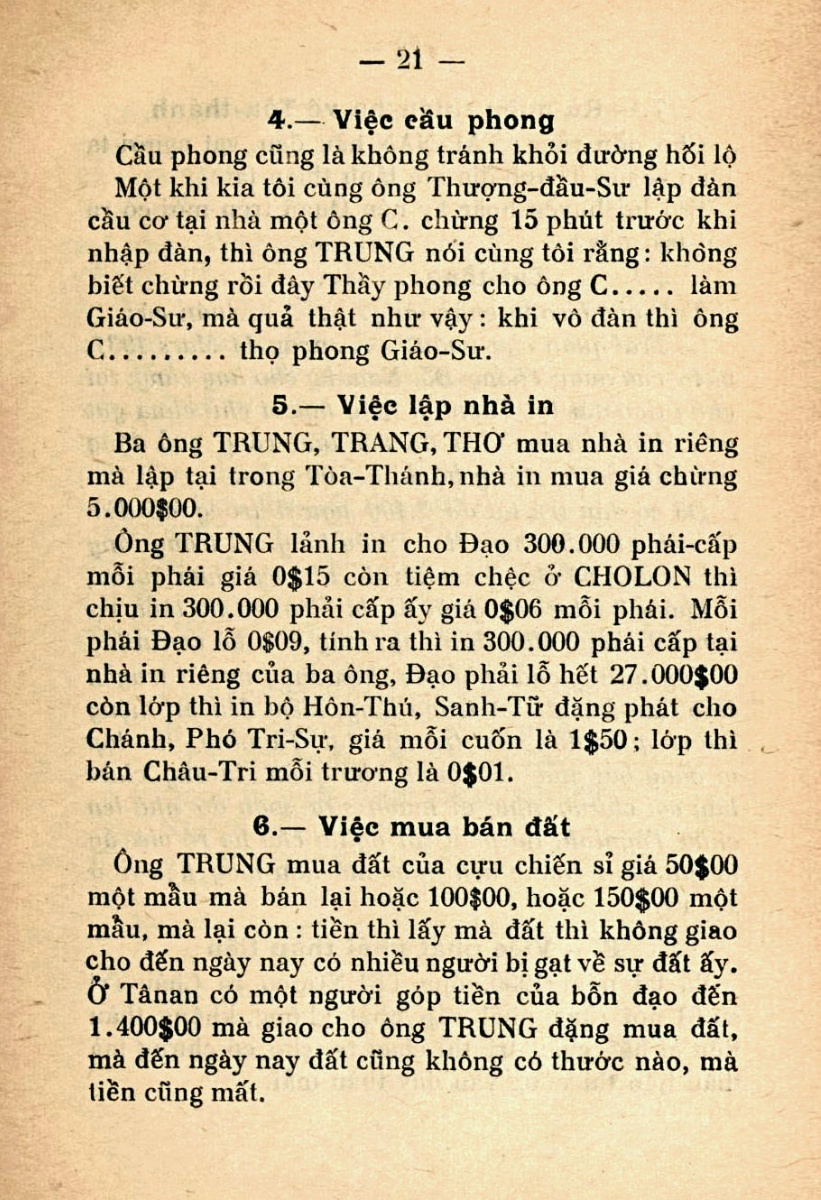 — 21 —
4.— Việc cầu phong
Cầu phong cũng là không tránh khỏi đường hối lộ
Một khi kia tôi cùng ông Thượng-đầu-Sư lập đàn
cầu cơ tại nhà một ông C. chừng 15 phút trước khi
nhập đàn, thì ông TRUNG nói cùng tôi rằng: không
biết chừng rồi đây Thầy phong cho ông C..... làm
Giáo-Sư, mà quả thật như vậy: khi vô đàn thì ông
C......... thọ phong Giáo-Sư.
5.— Việc lập nhà in
Ba ông TRUNG, TRANG, THƠ mua nhà in riêng
mà lập tại trong Tòa-Thánh, nhà in mua giá chừng
5.000$00.
Ông TRUNG lảnh in cho Đạo 300.000 phái-cấp
mỗi phái giá 0$15 còn tiệm chệc ở CHOLON thì
chịu in 300.000 phải cấp ấy giá 0$06 mỗi phái. Mỗi
phái Đạo lỗ 0$09, tính ra thì in 300.000 phái cấp tại
nhà in riêng của ba ông, Đạo phải lỗ hết 27.000$00
còn lớp thì in bộ Hôn-Thú, Sanh-Tữ đặng phát cho
Chánh, Phó Tri-Sự, giá mỗi cuốn là 1$50; lớp thì
bán Châu-Tri mỗi trương là 0$01.
6.— Việc mua bán đất
Ông TRUNG mua đất của cựu chiến sỉ giá 50$00
một mẫu mà bán lại hoặc 100$00, hoặc 150$00 một
mẫu, mà lại còn: tiền thì lấy mà đất thì không giao
cho đến ngày nay có nhiều người bị gạt về sự đất ấy.
Ở Tânan có một người góp tiền của bỗn đạo đến
1.400$00 mà giao cho ông TRUNG đặng mua đất,
mà đến ngày nay đất cũng không có thước nào, mà
tiền cũng mất.